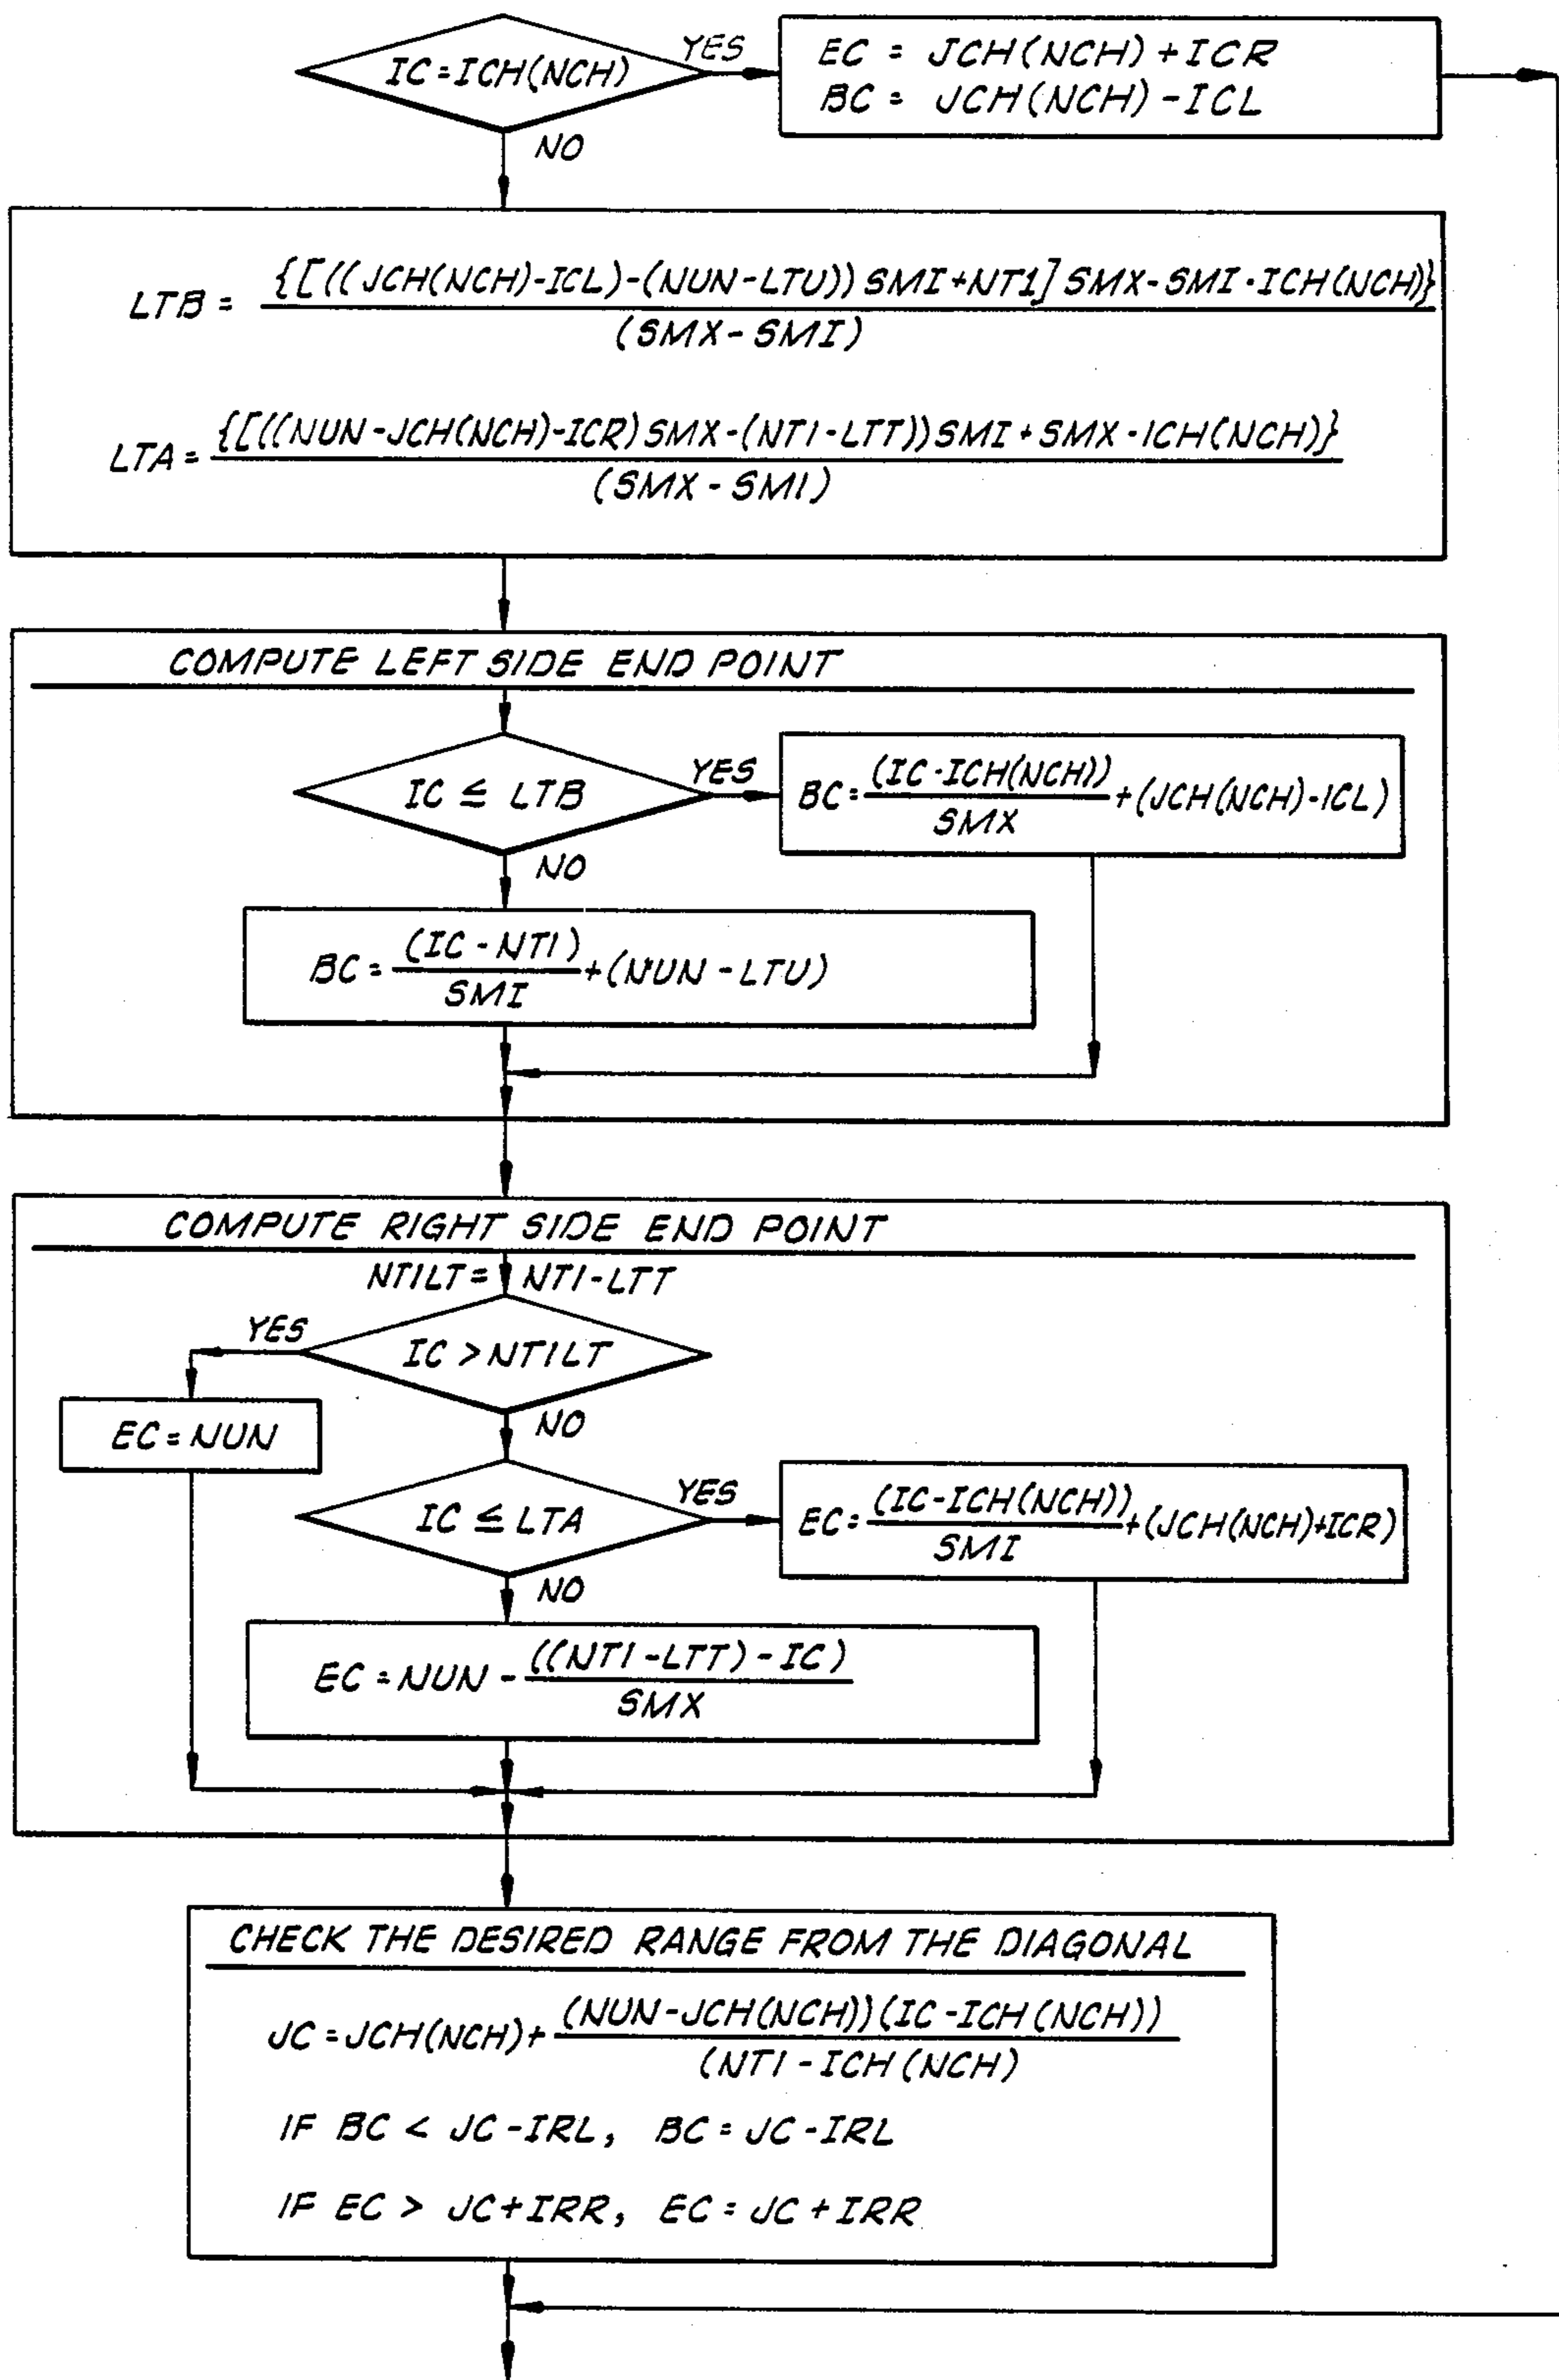 IC = ICH(NCH)
YES
EC = JCH(NCH) + ICR
BC = JCH(NCH) - ICL
NO
LTB = {[((JCH(NCH)-ICL)-(NUN-LTU)) SMI+NT1] SMX-SMI·ICH(NCH)}
(SMX-SMI)
LTA = {[((NUN-JCH(NCH)-ICR) SMX-(NTI-LTT)) SMI + SMX·ICH(NCH)}
(SMX-SMI)
COMPUTE LEFT SIDE END POINT
IC ≤ LTB
YES
BC = (IC·ICH(NCH)) + (JCH(NCH)-ICL)
SMX
NO
BC = (IC-NTI) + (NUN-LTU)
SMI
COMPUTE RIGHT SIDE END POINT
NTILT = NTI-LTT
YES
IC > NTILT
EC = NUN
NO
IC ≤ LTA
YES
EC = (IC-ICH(NCH)) + (JCH(NCH)+ICR)
SMI
NO
EC = NUN - ((NTI-LTT)-IC)
SMX
CHECK THE DESIRED RANGE FROM THE DIAGONAL
JC = JCH(NCH) + (NUN-JCH(NCH))(IC-ICH(NCH))
(NTI-ICH(NCH)
IF BC < JC-IRL, BC = JC-IRL
IF EC > JC+IRR, EC = JC+IRR